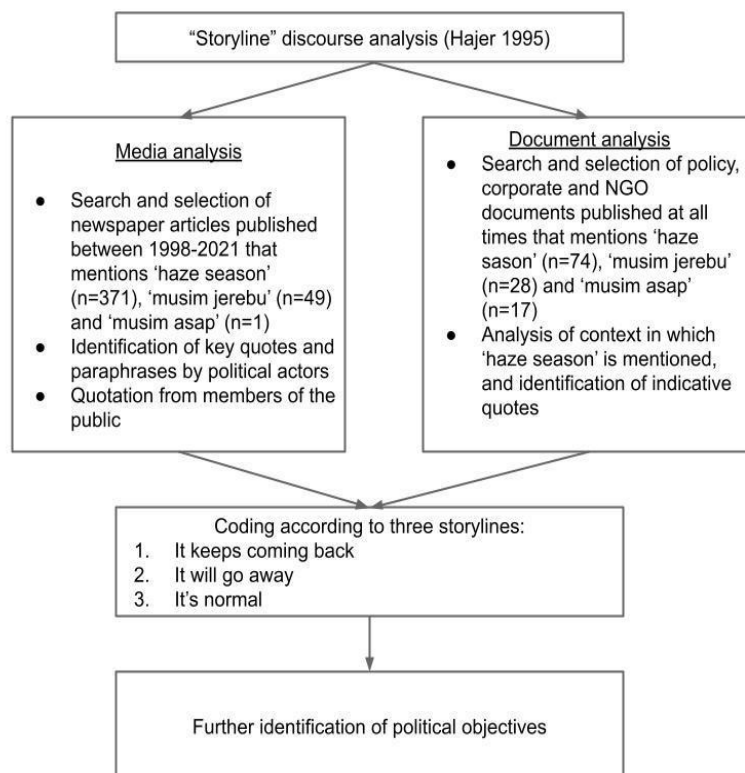 “Storyline” discourse analysis (Hajer 1995)
Media analysis
● Search and selection of
newspaper articles published
between 1998-2021 that
mentions ‘haze season’
(n=371), ‘musim jerebu’ (n=49)
and ‘musim asap’ (n=1)
● Identification of key quotes and
paraphrases by political actors
● Quotation from members of the
public
Document analysis
● Search and selection of policy,
corporate and NGO
documents published at all
times that mentions ‘haze
sason’ (n=74), ‘musim jerebu’
(n=28) and ‘musim asap’
(n=17)
● Analysis of context in which
‘haze season’ is mentioned,
and identification of indicative
quotes
Coding according to three storylines:
1. It keeps coming back
2. It will go away
3. It’s normal
Further identification of political objectives